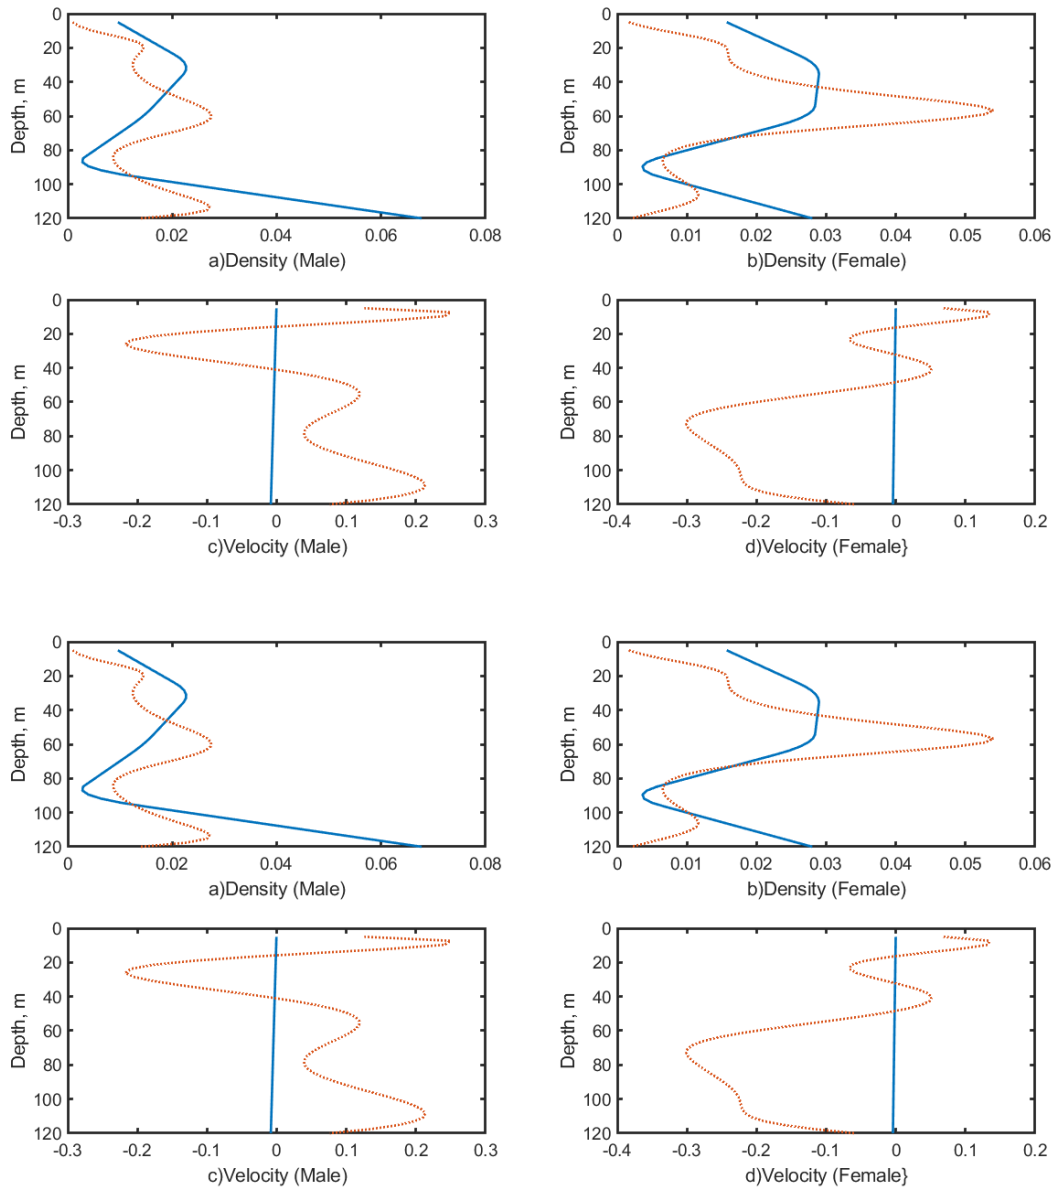 0
20
40
60
80
100
120
Depth, m
0 0.02 0.04 0.06 0.08
a)Density (Male)
0
20
40
60
80
100
120
Depth, m
0 0.01 0.02 0.03 0.04 0.05 0.06
b)Density (Female)
0
20
40
60
80
100
120
Depth, m
-0.3 -0.2 -0.1 0 0.1 0.2 0.3
c)Velocity (Male)
0
20
40
60
80
100
120
Depth, m
-0.4 -0.3 -0.2 -0.1 0 0.1 0.2
d)Velocity (Female}
0
20
40
60
80
100
120
Depth, m
0 0.02 0.04 0.06 0.08
a)Density (Male)
0
20
40
60
80
100
120
Depth, m
0 0.01 0.02 0.03 0.04 0.05 0.06
b)Density (Female)
0
20
40
60
80
100
120
Depth, m
-0.3 -0.2 -0.1 0 0.1 0.2 0.3
c)Velocity (Male)
0
20
40
60
80
100
120
Depth, m
-0.4 -0.3 -0.2 -0.1 0 0.1 0.2
d)Velocity (Female}